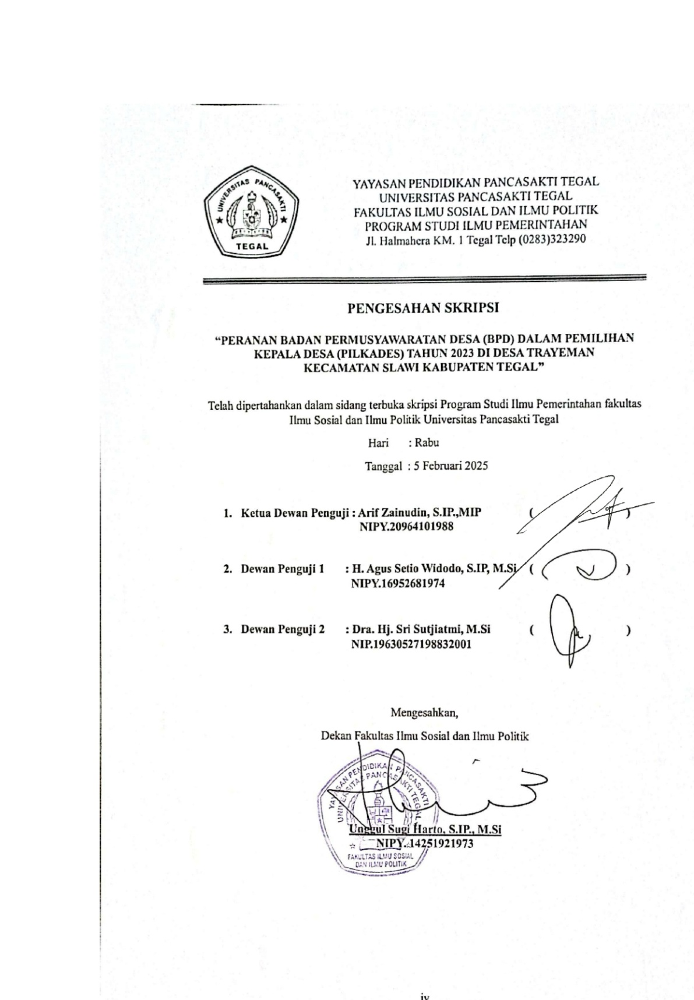 UNIVERSITAS PANCASAKTI
TEGAL
YAYASAN PENDIDIKAN PANCASAKTI TEGAL
UNIVERSITAS PANCASAKTI TEGAL
FAKULTAS ILMU SOSIAL DAN ILMU POLITIK
PROGRAM STUDI ILMU PEMERINTAHAN
Jl. Halmahera KM. 1 Tegal Telp (0283)323290
PENGESAHAN SKRIPSI
“PERANAN BADAN PERMUSYAWARATAN DESA (BPD) DALAM PEMILIHAN
KEPALA DESA (PILKADES) TAHUN 2023 DI DESA TRAYEMAN
KECAMATAN SLAWI KABUPATEN TEGAL”
Telah dipertahankan dalam sidang terbuka skripsi Program Studi Ilmu Pemerintahan fakultas
Ilmu Sosial dan Ilmu Politik Universitas Pancasakti Tegal
Hari : Rabu
Tanggal : 5 Februari 2025
1. Ketua Dewan Penguji : Arif Zainudin, S.IP.,MIP ( )
NIPY.20964101988
2. Dewan Penguji 1 : H. Agus Setio Widodo, S.IP, M.Si ( )
NIPY.16952681974
3. Dewan Penguji 2 : Dra. Hj. Sri Sutjiatmi, M.Si ( )
NIP.19630527198832001
Mengesahkan,
Dekan Fakultas Ilmu Sosial dan Ilmu Politik
YAYASAN PENDIDIKAN PANCASAKTI
UNIVERSITAS PANCASAKTI TEGAL
Unggul Sugi Harto, S.IP., M.Si
NIPY.14251921973
FAKULTAS ILMU SOSIAL
DAN ILMU POLITIK
iv